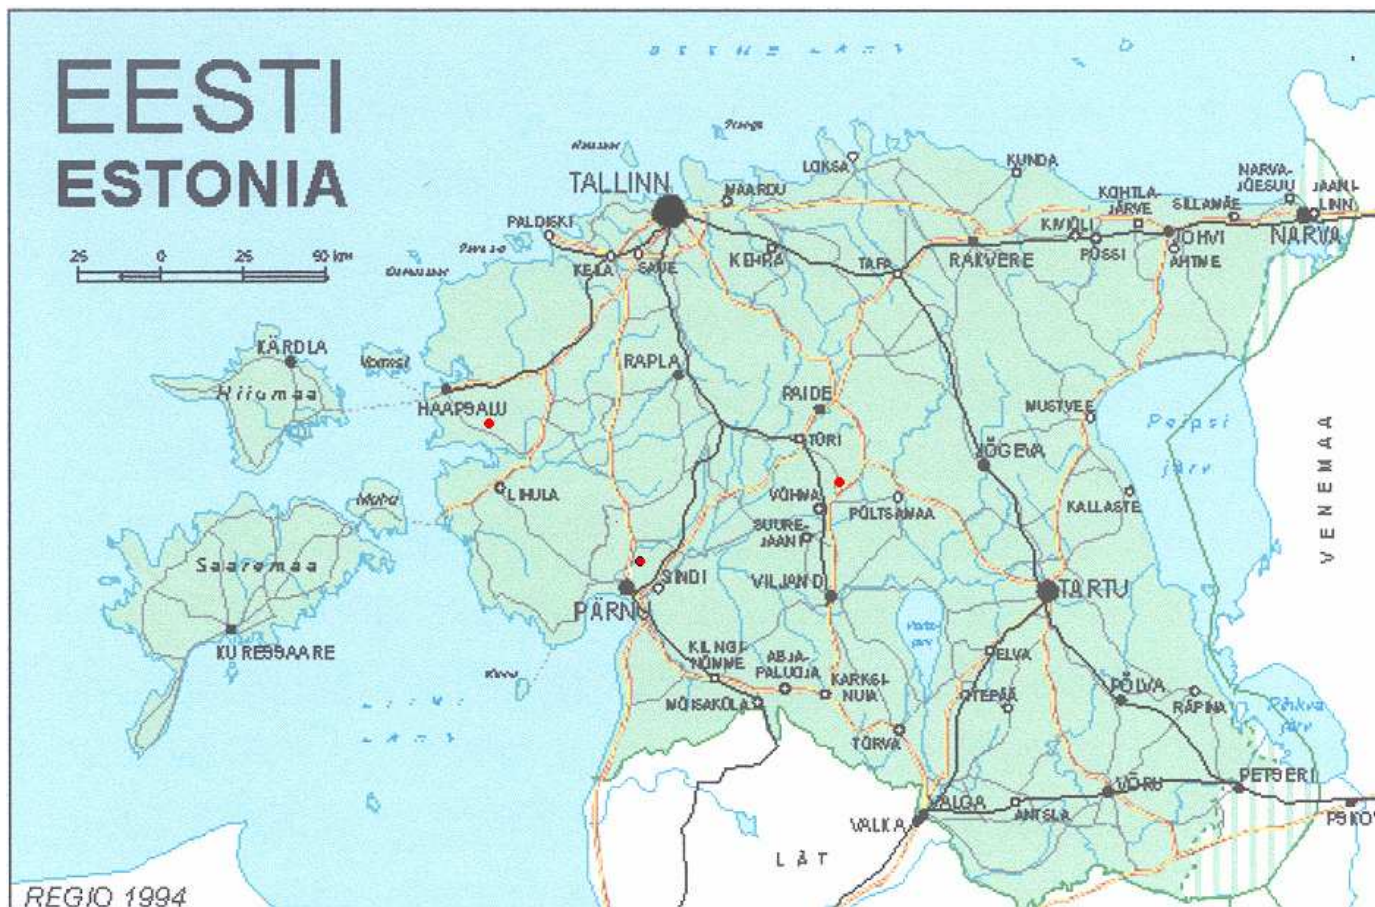 EESTI
ESTONIA
25 0 25 50 km
TALLINN
MAARDU
LOKSA
KUNDA
NARVA-
JÕESUU
JAANI-
LINN
KOHTLA-
JÄRVE
SILLAMÄE
PALDISKI
KIVIÕLI
JÕHVI
NARVA
KEILA
SAUE
KEHRA
TAPA
RAKVERE
PÜSSI
AHTME
KÄRDLA
Vormsi
RAPLA
Hiiumaa
HAAPSALU
PAIDE
MUSTVEE
Peipsi
järv
VENEMAA
TÜRI
JÕGEVA
Muhu
LIHULA
VÕHMA
PÕLTSAMAA
KALLASTE
SUURE-
JAANI
Saaremaa
SINDI
VILJANDI
TARTU
PÄRNU
KURESSAARE
KILINGI-
NÕMME
ABJA-
PALUOJA
KARKSI-
NUIA
ELVA
OTEPÄÄ
PÕLVA
RÄPINA
Pihkva
järv
MÕISAKÜLA
TÕRVA
PETSERI
VÕRU
VALGA
ANTSLA
VALKA
PSKOV
LÄT
REGIO 1994